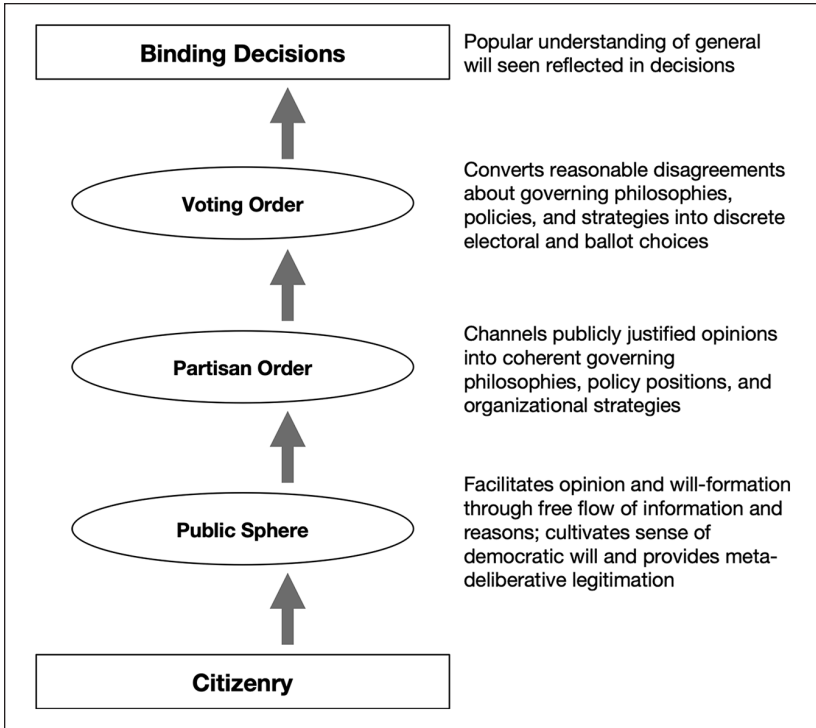 Binding Decisions
Popular understanding of general
will seen reflected in decisions
Voting Order
Converts reasonable disagreements
about governing philosophies,
policies, and strategies into discrete
electoral and ballot choices
Partisan Order
Channels publicly justified opinions
into coherent governing
philosophies, policy positions, and
organizational strategies
Public Sphere
Facilitates opinion and will-formation
through free flow of information and
reasons; cultivates sense of
democratic will and provides meta-
deliberative legitimation
Citizenry